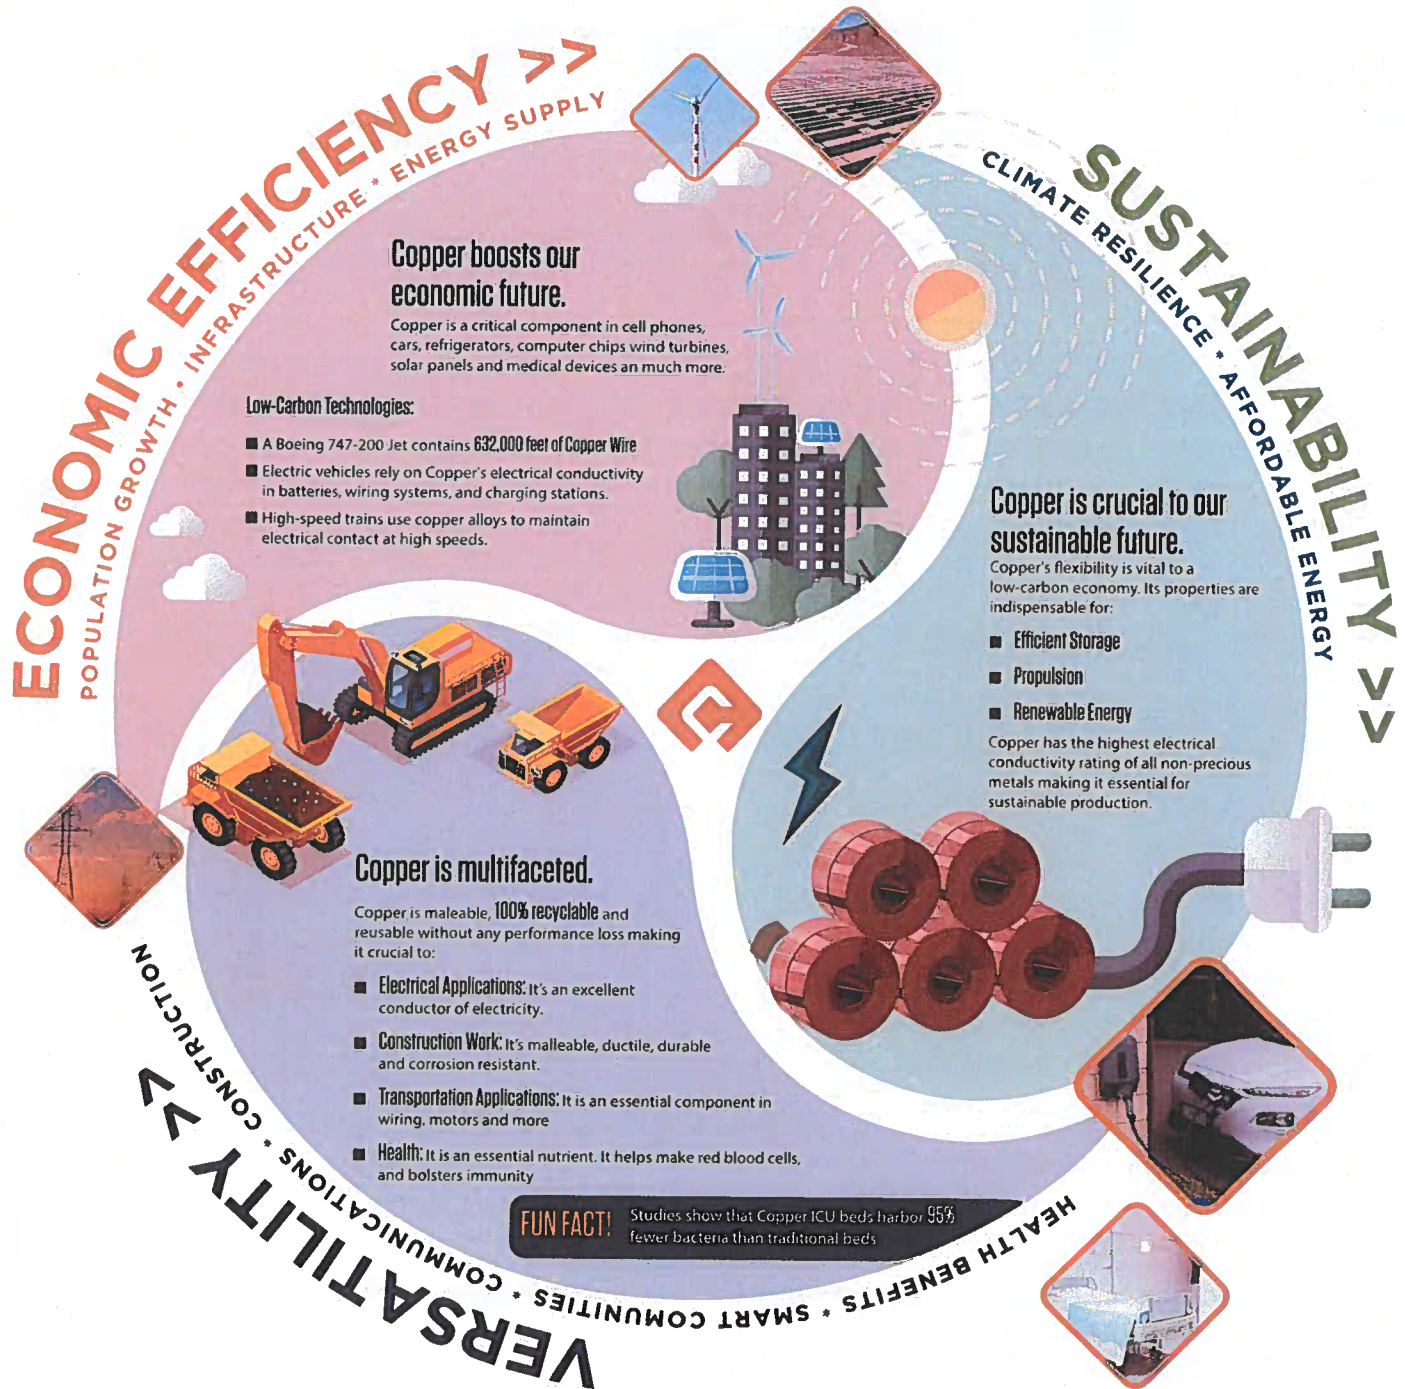 ECONOMIC EFFICIENCY >>
POPULATION GROWTH • INFRASTRUCTURE * ENERGY SUPPLY
Copper boosts our
economic future.
Copper is a critical component in cell phones,
cars, refrigerators, computer chips wind turbines,
solar panels and medical devices an much more.
Low-Carbon Technologies:
■ A Boeing 747-200 Jet contains 632,000 feet of Copper Wire
■ Electric vehicles rely on Copper's electrical conductivity
in batteries, wiring systems, and charging stations.
■ High-speed trains use copper alloys to maintain
electrical contact at high speeds.
SUSTAINABILITY >>
CLIMATE RESILIENCE * AFFORDABLE ENERGY
Copper is crucial to our
sustainable future.
Copper's flexibility is vital to a
low-carbon economy. Its properties are
indispensable for:
■ Efficient Storage
■ Propulsion
■ Renewable Energy
Copper has the highest electrical
conductivity rating of all non-precious
metals making it essential for
sustainable production.
Copper is multifaceted.
Copper is maleable, 100% recyclable and
reusable without any performance loss making
it crucial to:
■ Electrical Applications: It's an excellent
conductor of electricity.
■ Construction Work: It's malleable, ductile, durable
and corrosion resistant.
■ Transportation Applications: It is an essential component in
wiring, motors and more
■ Health: It is an essential nutrient. It helps make red blood cells,
and bolsters immunity
FUN FACT!
Studies show that Copper ICU beds harbor 95%
fewer bacteria than traditional beds
VERSATILITY >>
HEALTH BENEFITS * SMART COMUNITIES * COMMUNICATIONS * CONSTRUCTION